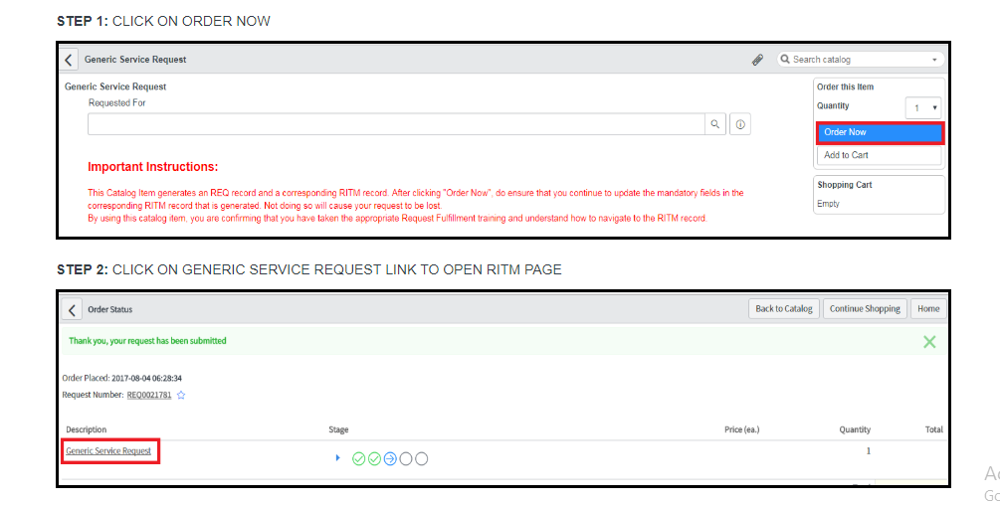 STEP 1: CLICK ON ORDER NOW
Generic Service Request
Search catalog
Generic Service Request
Requested For
Order this Item
Quantity
1
Order Now
Add to Cart
Important Instructions:
This Catalog Item generates an REQ record and a corresponding RITM record. After clicking "Order Now", do ensure that you continue to update the mandatory fields in the
corresponding RITM record that is generated. Not doing so will cause your request to be lost.
By using this catalog item, you are confirming that you have taken the appropriate Request Fulfillment training and understand how to navigate to the RITM record.
Shopping Cart
Empty
STEP 2: CLICK ON GENERIC SERVICE REQUEST LINK TO OPEN RITM PAGE
Order Status
Back to Catalog
Continue Shopping
Home
Thank you, your request has been submitted
Order Placed: 2017-08-04 06:28:34
Request Number: REQ0021781
Description Stage Price (ea.) Quantity Total
Generic Service Request 1